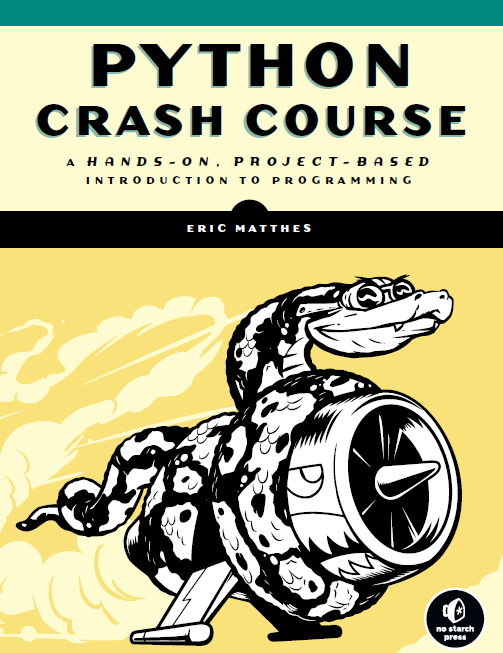 PYTHON
CRASH COURSE
A HANDS-ON, PROJECT-BASED
INTRODUCTION TO PROGRAMMING
ERIC MATTHES
no starch
press